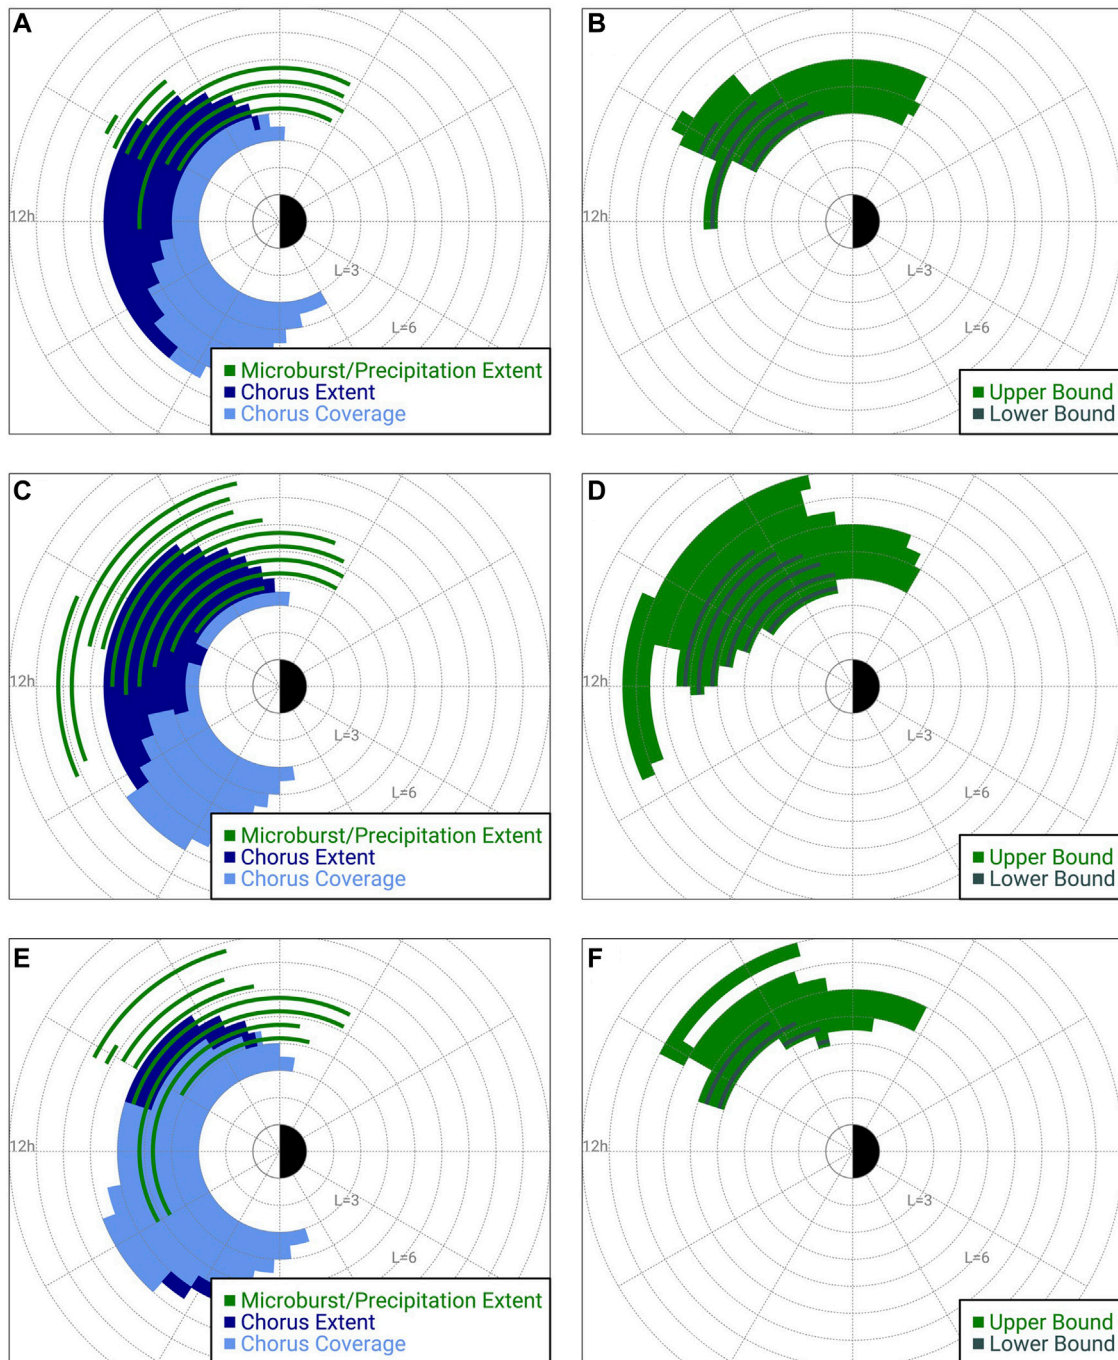 A
12h
L=3
L=6
Microburst/Precipitation Extent
Chorus Extent
Chorus Coverage
B
12h
L=3
L=6
Upper Bound
Lower Bound
C
12h
L=3
L=6
Microburst/Precipitation Extent
Chorus Extent
Chorus Coverage
D
12h
L=3
L=6
Upper Bound
Lower Bound
E
12h
L=3
L=6
Microburst/Precipitation Extent
Chorus Extent
Chorus Coverage
F
12h
L=3
L=6
Upper Bound
Lower Bound